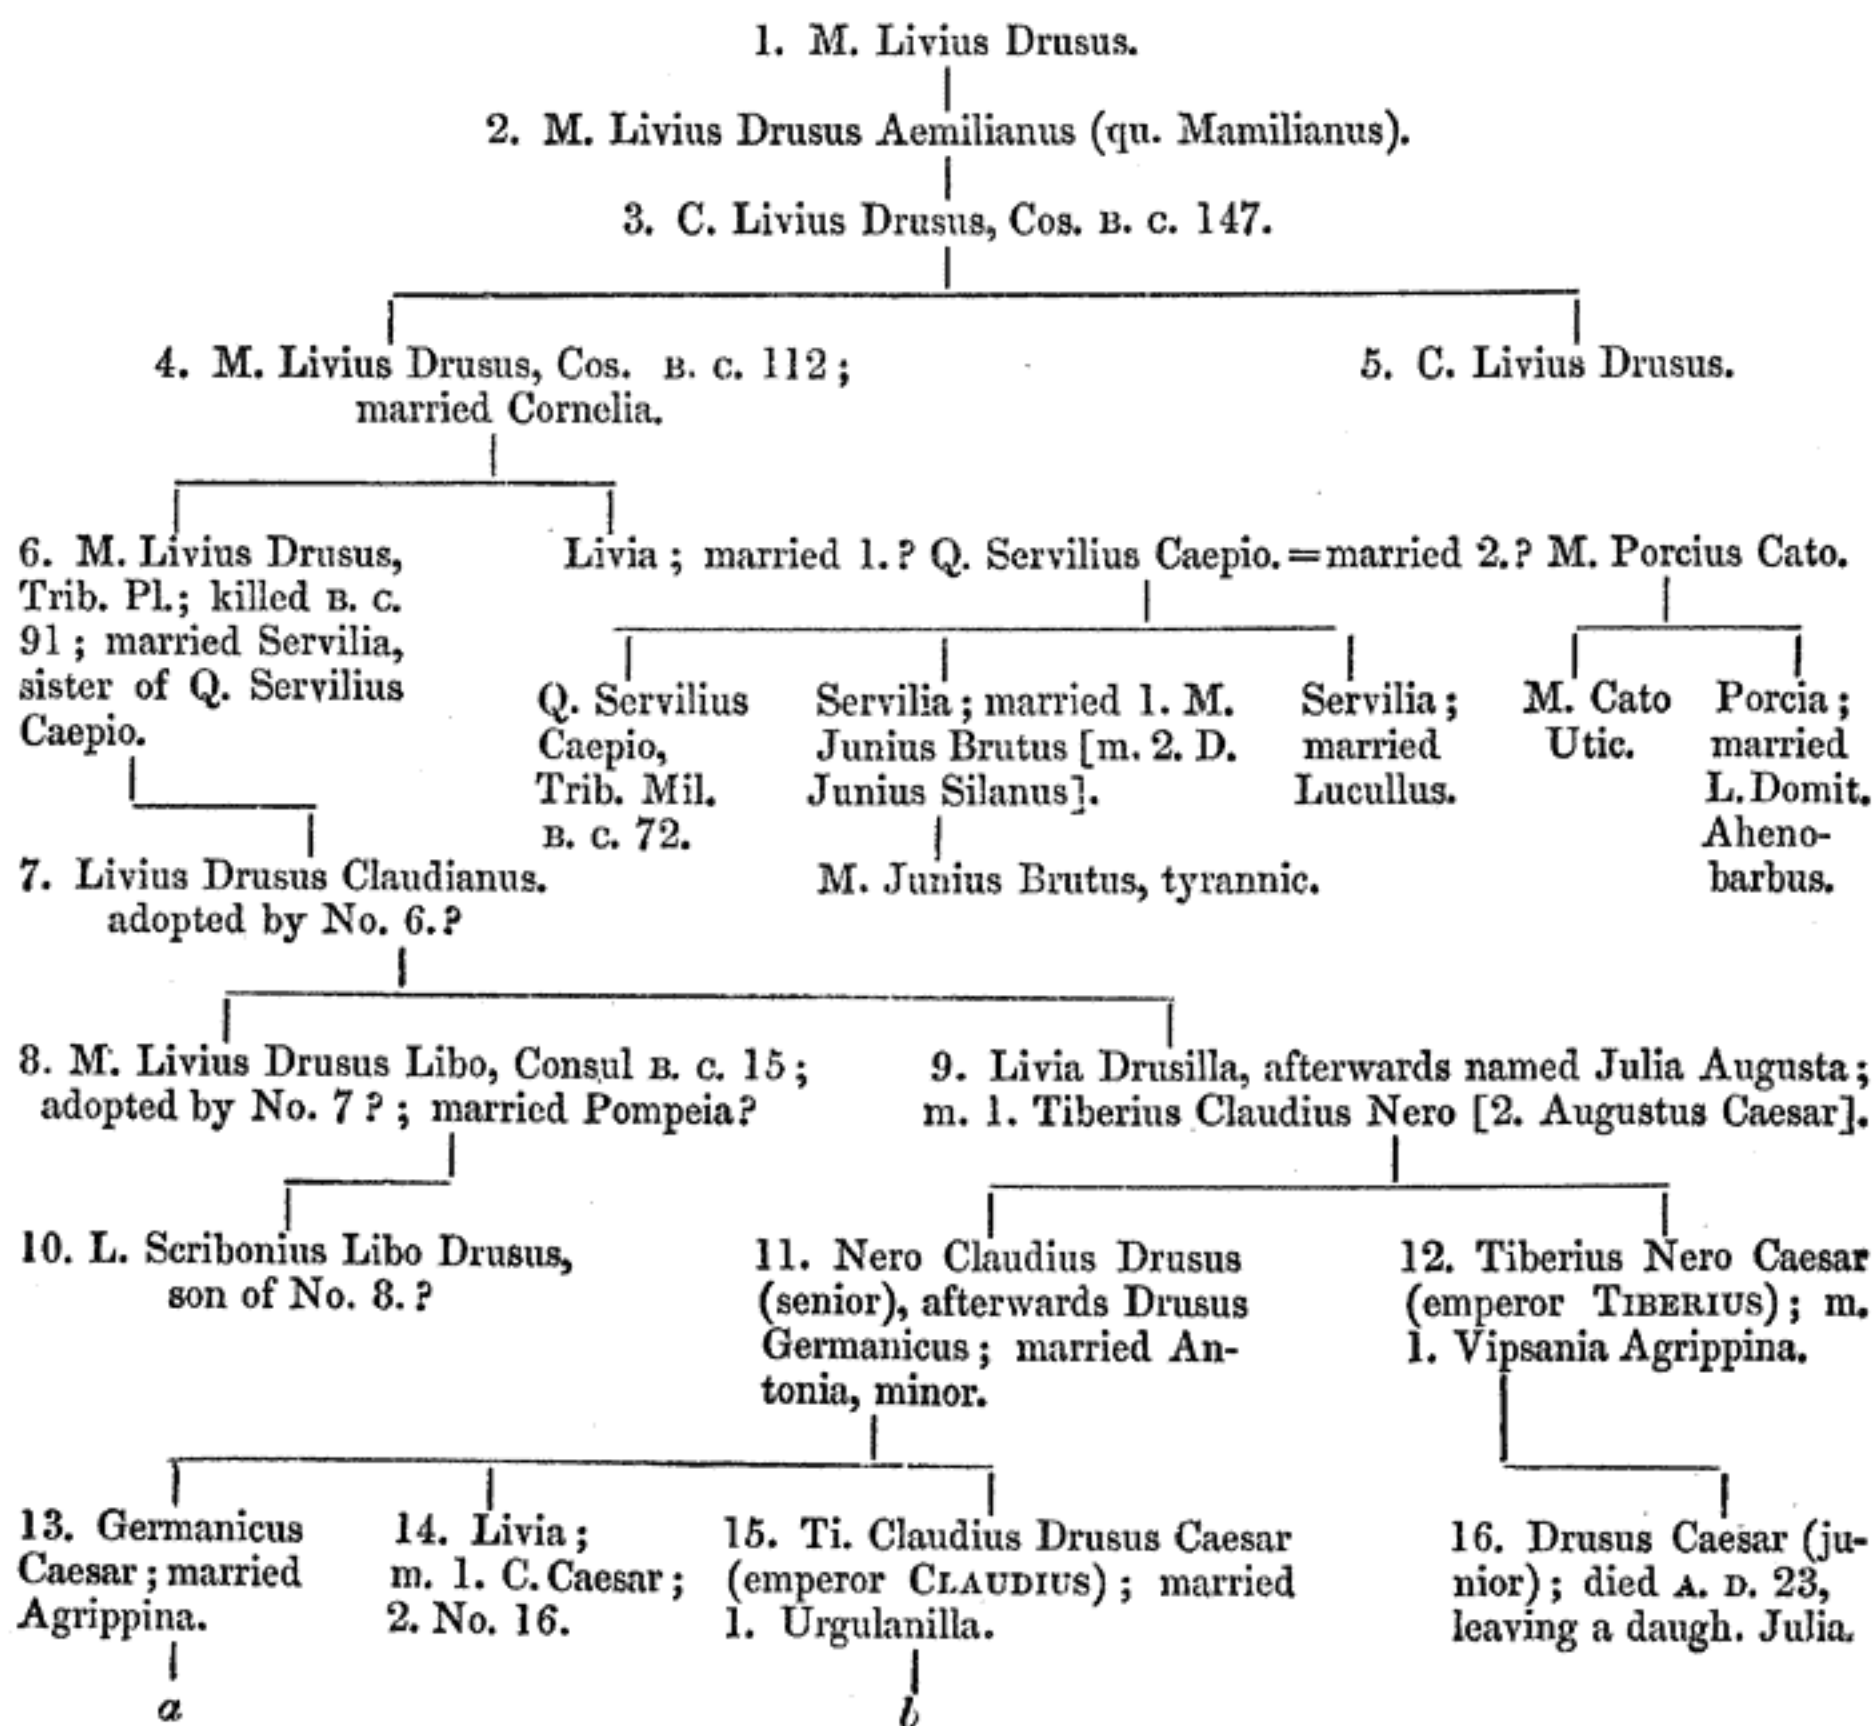 1. M. Livius Drusus.
2. M. Livius Drusus Aemilianus (qu. Mamilianus).
3. C. Livius Drusus, Cos. B. C. 147.
4. M. Livius Drusus, Cos. B. C. 112;
married Cornelia.
5. C. Livius Drusus.
6. M. Livius Drusus,
Trib. Pl.; killed B. C.
91; married Servilia,
sister of Q. Servilius
Caepio.
Livia; married 1.? Q. Servilius Caepio.=married 2.? M. Porcius Cato.
Q. Servilius
Caepio,
Trib. Mil.
B. C. 72.
Servilia; married 1. M.
Junius Brutus [m. 2. D.
Junius Silanus].
Servilia;
married
Lucullus.
M. Cato
Utic.
Porcia;
married
L. Domit.
Aheno-
barbus.
M. Junius Brutus, tyrannic.
7. Livius Drusus Claudianus.
adopted by No. 6.?
8. M. Livius Drusus Libo, Consul B. C. 15;
adopted by No. 7?; married Pompeia?
9. Livia Drusilla, afterwards named Julia Augusta;
m. 1. Tiberius Claudius Nero [2. Augustus Caesar].
10. L. Scribonius Libo Drusus,
son of No. 8.?
11. Nero Claudius Drusus
(senior), afterwards Drusus
Germanicus; married An-
tonia, minor.
12. Tiberius Nero Caesar
(emperor TIBERIUS); m.
1. Vipsania Agrippina.
13. Germanicus
Caesar; married
Agrippina.
14. Livia;
m. 1. C. Caesar;
2. No. 16.
15. Ti. Claudius Drusus Caesar
(emperor CLAUDIUS); married
1. Urgulanilla.
16. Drusus Caesar (ju-
nior); died A. D. 23,
leaving a daugh. Julia.
a
b